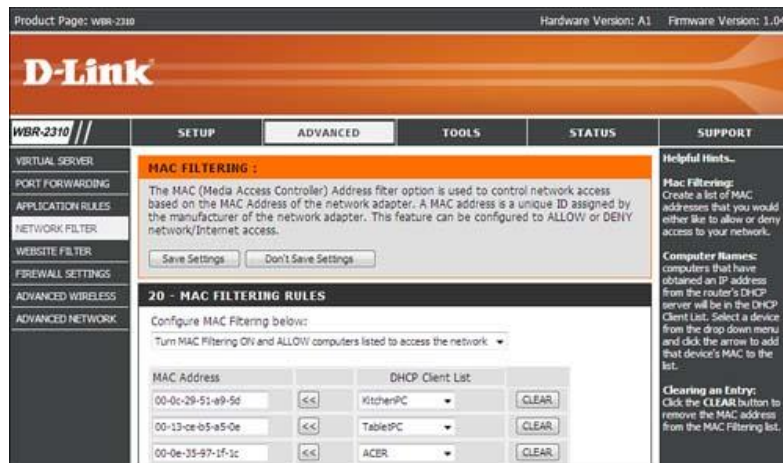 Product Page: WBR-2310
Hardware Version: A1
Firmware Version: 1.04
D-Link
WBR-2310
SETUP
ADVANCED
TOOLS
STATUS
SUPPORT
VIRTUAL SERVER
PORT FORWARDING
APPLICATION RULES
NETWORK FILTER
WEBSITE FILTER
FIREWALL SETTINGS
ADVANCED WIRELESS
ADVANCED NETWORK
MAC FILTERING :
The MAC (Media Access Controller) Address filter option is used to control network access
based on the MAC Address of the network adapter. A MAC address is a unique ID assigned by
the manufacturer of the network adapter. This feature can be configured to ALLOW or DENY
network/Internet access.
Save Settings
Don't Save Settings
20 - MAC FILTERING RULES
Configure MAC Filtering below:
Turn MAC Filtering ON and ALLOW computers listed to access the network
MAC Address
DHCP Client List
00-0c-29-51-a9-5d
<<
KitchenPC
CLEAR
00-13-ce-b5-a5-0e
<<
TabletPC
CLEAR
00-0e-35-97-1f-1c
<<
ACER
CLEAR
Helpful Hints..
Mac Filtering:
Create a list of MAC
addresses that you would
either like to allow or deny
access to your network.
Computer Names:
computers that have
obtained an IP address
from the router's DHCP
server will be in the DHCP
Client List. Select a device
from the drop down menu
and click the arrow to add
that device's MAC to the
list.
Clearing an Entry:
Click the CLEAR button to
remove the MAC address
from the MAC Filtering list.